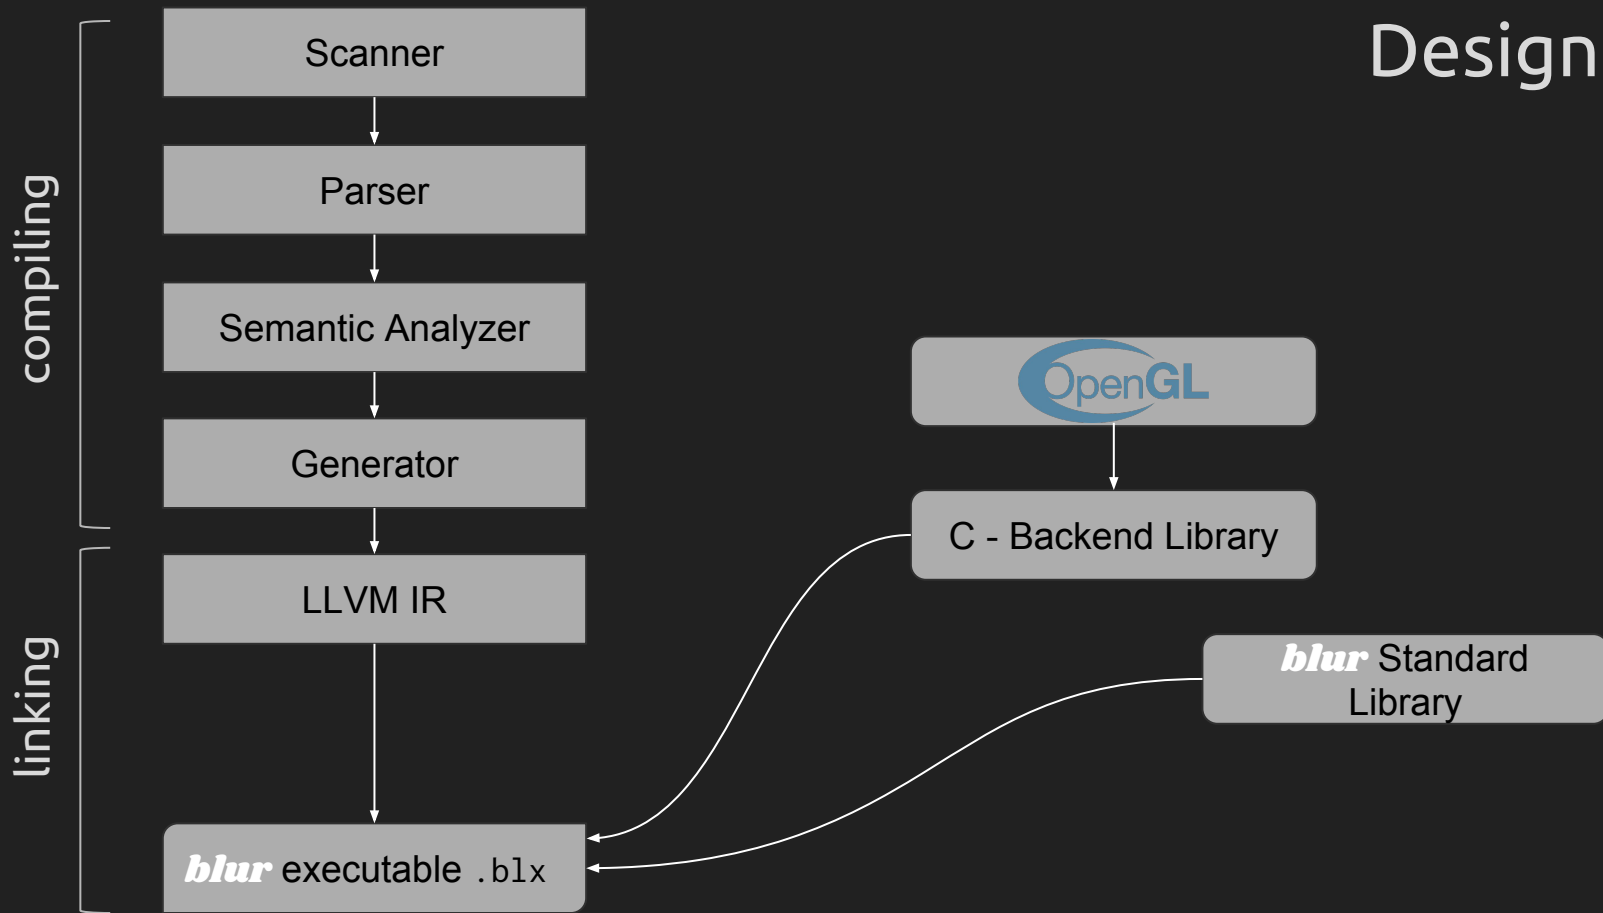 Design
compiling
Scanner
Parser
Semantic Analyzer
Generator
linking
LLVM IR
blur executable .blx
OpenGL
C - Backend Library
blur Standard
Library